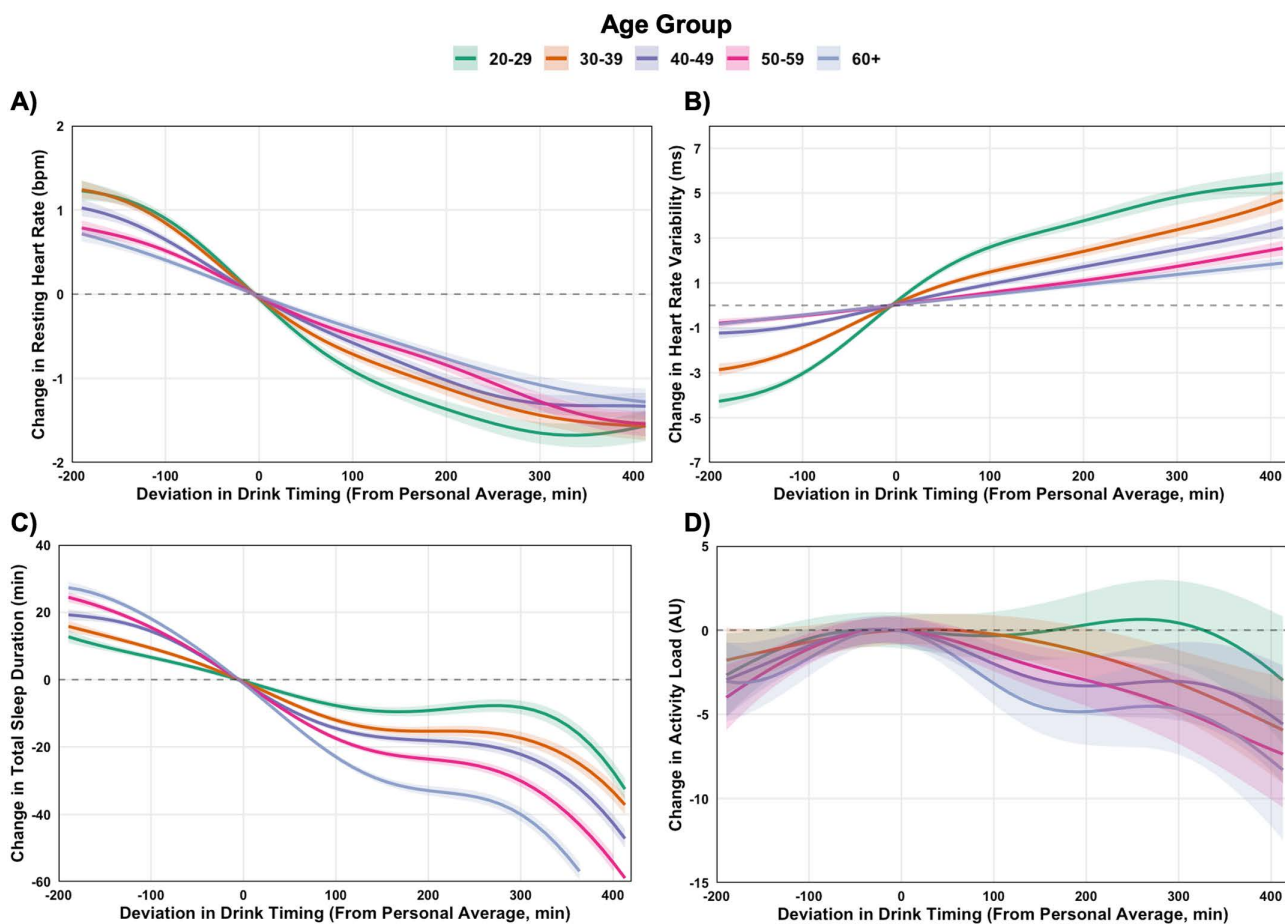 Age Group
20-29 30-39 40-49 50-59 60+
A)
Change in Resting Heart Rate (bpm)
2
1
0
-1
-2
-200 -100 0 100 200 300 400
Deviation in Drink Timing (From Personal Average, min)
B)
Change in Heart Rate Variability (ms)
7
5
3
1
-1
-3
-5
-7
-200 -100 0 100 200 300 400
Deviation in Drink Timing (From Personal Average, min)
C)
Change in Total Sleep Duration (min)
40
20
0
-20
-40
-60
-200 -100 0 100 200 300 400
Deviation in Drink Timing (From Personal Average, min)
D)
Change in Activity Load (AU)
5
0
-5
-10
-15
-200 -100 0 100 200 300 400
Deviation in Drink Timing (From Personal Average, min)